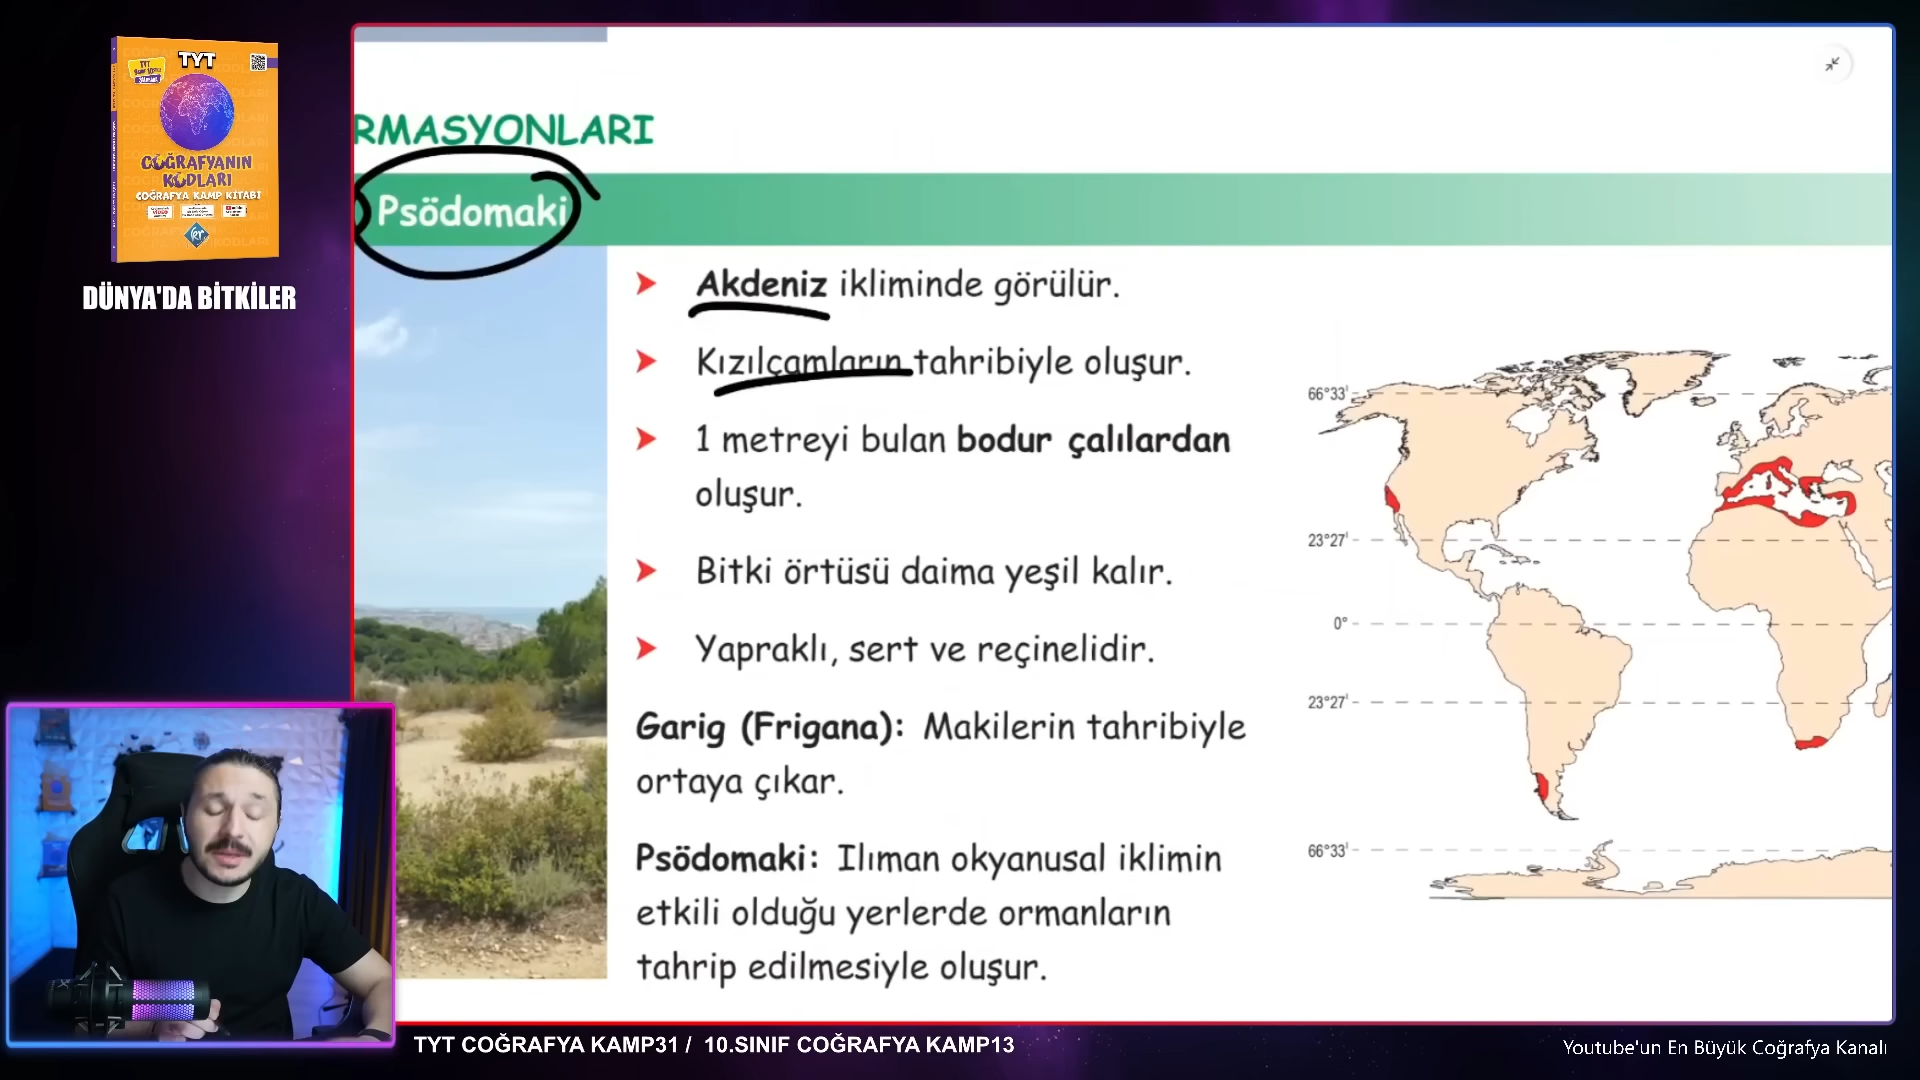 TYT
COĞRAFYANIN
KODLARI
COĞRAFYA KAMP KİTABI
DÜNYA'DA BİTKİLER
RMASYONLARI
Psödomaki
Akdeniz ikliminde görülür.
Kızılçamların tahribiyle oluşur.
1 metreyi bulan bodur çalılardan
oluşur.
Bitki örtüsü daima yeşil kalır.
Yapraklı, sert ve reçinelidir.
Garig (Frigana): Makilerin tahribiyle
ortaya çıkar.
Psödomaki: Ilıman okyanusal iklimin
etkili olduğu yerlerde ormanların
tahrip edilmesiyle oluşur.
66°33'
23°27'
0°
23°27'
66°33'
TYT COĞRAFYA KAMP31 / 10.SINIF COĞRAFYA KAMP13
Youtube'un En Büyük Coğrafya Kanalı